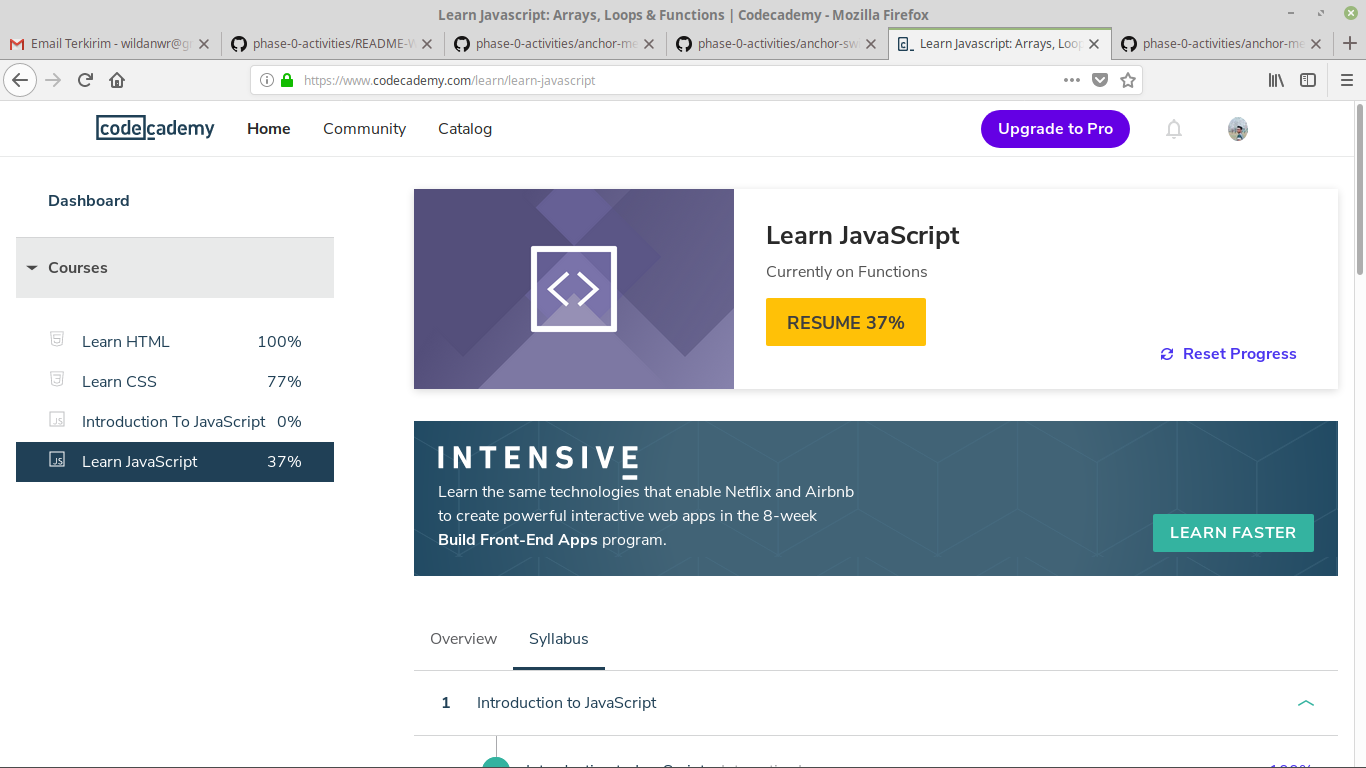 Learn Javascript: Arrays, Loops & Functions | Codecademy - Mozilla Firefox
Email Terkirim - wildanwr@g
phase-0-activities/README-W
phase-0-activities/anchor-me
phase-0-activities/anchor-sw
Learn Javascript: Arrays, Loop
phase-0-activities/anchor-me
https://www.codecademy.com/learn/learn-javascript
codecademy
Home
Community
Catalog
Upgrade to Pro
Dashboard
Courses
Learn HTML 100%
Learn CSS 77%
Introduction To JavaScript 0%
JS Learn JavaScript 37%
Learn JavaScript
Currently on Functions
RESUME 37%
Reset Progress
INTENSIVE
Learn the same technologies that enable Netflix and Airbnb
to create powerful interactive web apps in the 8-week
Build Front-End Apps program.
LEARN FASTER
Overview
Syllabus
1 Introduction to JavaScript